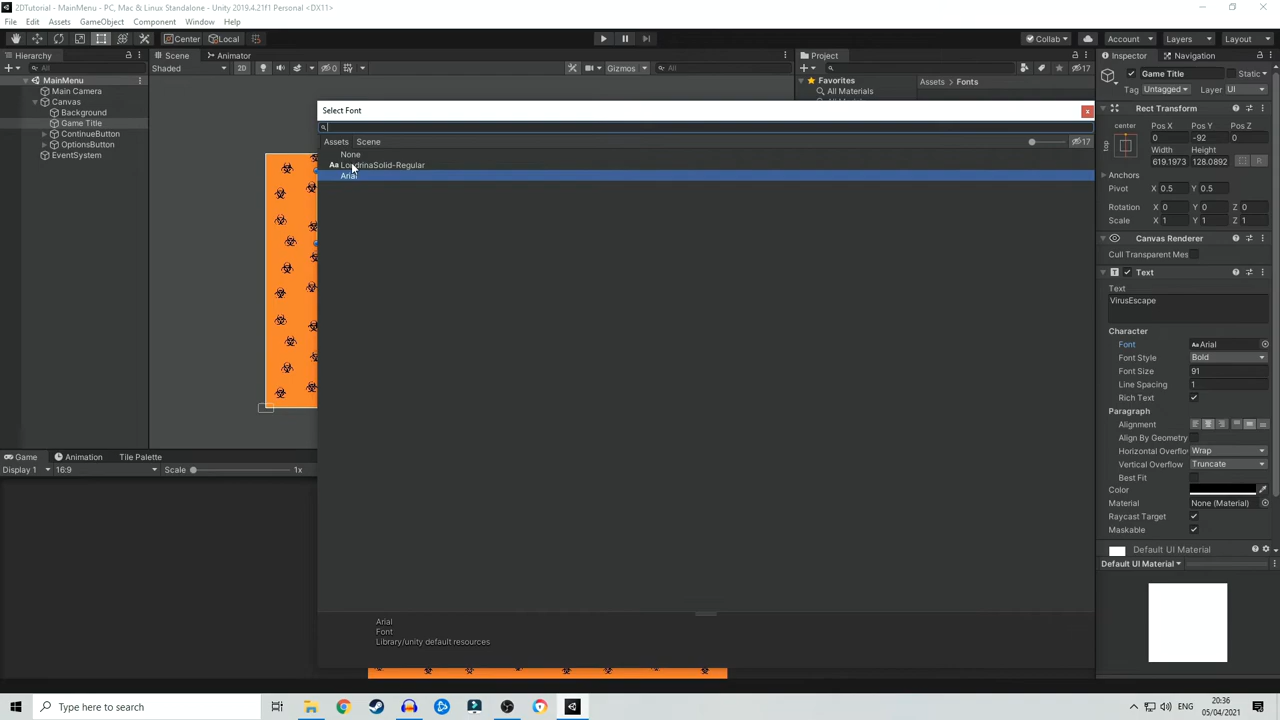 2DTutorial - MainMenu - PC, Mac & Linux Standalone - Unity 2019.4.21f1 Personal <DX11>
File Edit Assets GameObject Component Window Help
Center Local Collab Account Layers Layout
Hierarchy
All
MainMenu
Main Camera
Canvas
Background
Game Title
ContinueButton
OptionsButton
EventSystem
Scene Animator
Shaded 2D 0 Gizmos All
Project
17
Favorites
All Materials
Assets > Fonts
Select Font
Assets Scene 17
None
Aa LondrinaSolid-Regular
Arial
Arial
Font
Library/unity default resources
Game Animation Tile Palette
Display 1 16:9 Scale 1x
Inspector Navigation
Game Title Static
Tag Untagged Layer UI
Rect Transform
center Pos X Pos Y Pos Z
top 0 -92 0
Width Height
619.1973 128.0892 R
Anchors
Pivot X 0.5 Y 0.5
Rotation X 0 Y 0 Z 0
Scale X 1 Y 1 Z 1
Canvas Renderer
Cull Transparent Mes
T Text
Text
VirusEscape
Character
Font Aa Arial
Font Style Bold
Font Size 91
Line Spacing 1
Rich Text
Paragraph
Alignment
Align By Geometry
Horizontal Overflow Wrap
Vertical Overflow Truncate
Best Fit
Color
Material None (Material)
Raycast Target
Maskable
Default UI Material
Default UI Material
Type here to search
ENG
20:36
05/04/2021